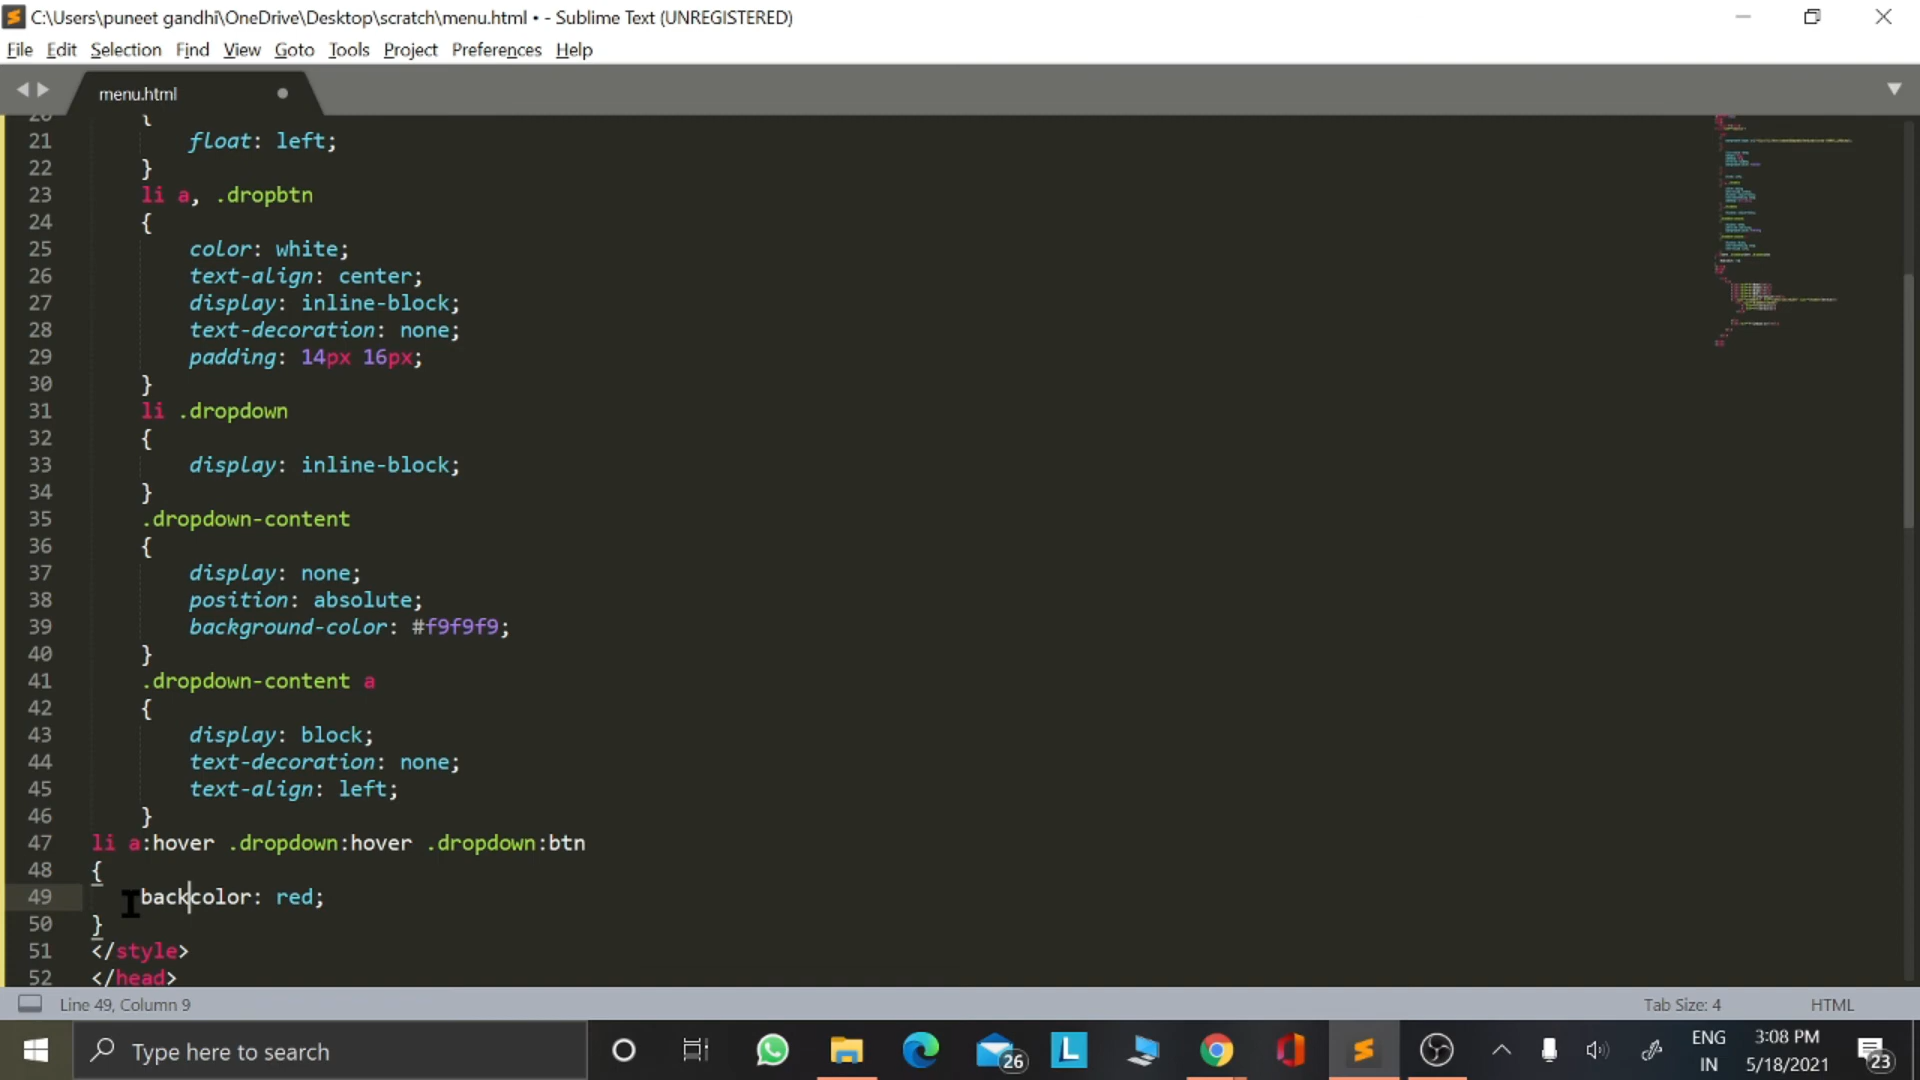 C:\Users\puneet gandhi\OneDrive\Desktop\scratch\menu.html • - Sublime Text (UNREGISTERED)
File Edit Selection Find View Goto Tools Project Preferences Help
menu.html
20 {
21 float: left;
22 }
23 li a, .dropbtn
24 {
25 color: white;
26 text-align: center;
27 display: inline-block;
28 text-decoration: none;
29 padding: 14px 16px;
30 }
31 li .dropdown
32 {
33 display: inline-block;
34 }
35 .dropdown-content
36 {
37 display: none;
38 position: absolute;
39 background-color: #f9f9f9;
40 }
41 .dropdown-content a
42 {
43 display: block;
44 text-decoration: none;
45 text-align: left;
46 }
47 li a:hover .dropdown:hover .dropdown:btn
48 {
49 backcolor: red;
50 }
51 </style>
52 </head>
Line 49, Column 9 Tab Size: 4 HTML
Type here to search 26 L ENG IN 3:08 PM 5/18/2021 23